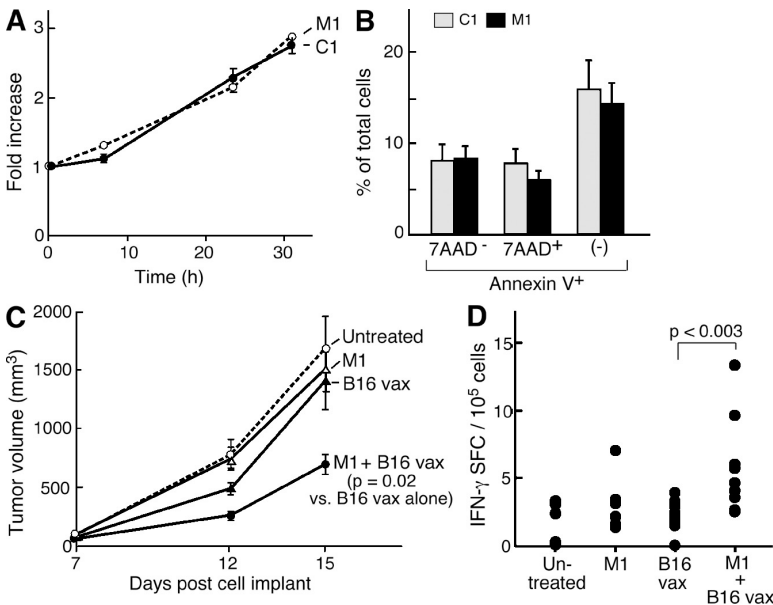 A
Fold increase
3
2
1
0
0
10
20
30
Time (h)
M1
C1
B
C1
M1
% of total cells
20
10
0
7AAD-
7AAD+
(-)
Annexin V+
C
Tumor volume (mm3)
2000
1500
1000
500
0
7
12
15
Days post cell implant
Untreated
M1
B16 vax
M1 + B16 vax
(p = 0.02
vs. B16 vax alone)
D
IFN-γ SFC / 10⁵ cells
15
10
5
0
p < 0.003
Un-
treated
M1
B16
vax
M1
+
B16 vax